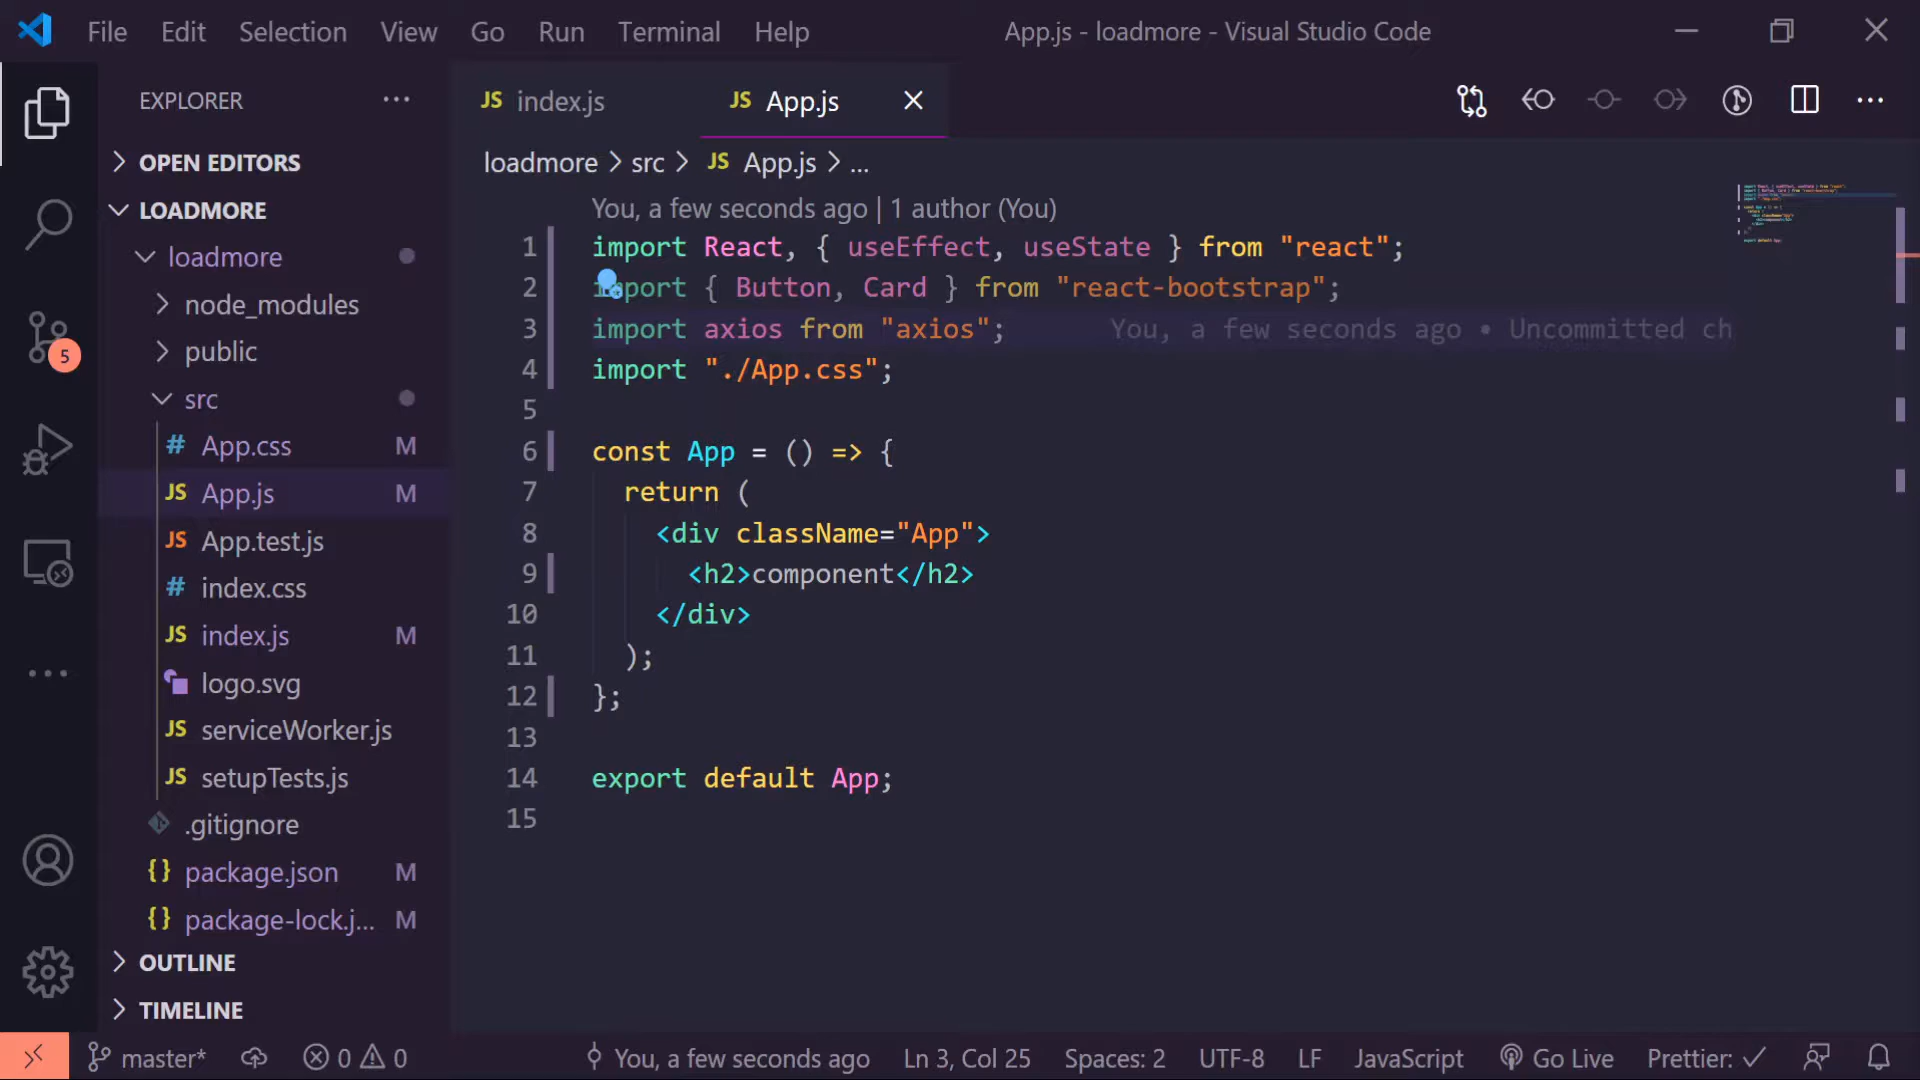 File Edit Selection View Go Run Terminal Help
App.js - loadmore - Visual Studio Code
EXPLORER
OPEN EDITORS
LOADMORE
loadmore
node_modules
public
src
# App.css M
JS App.js M
JS App.test.js
# index.css
JS index.js M
logo.svg
JS serviceWorker.js
JS setupTests.js
.gitignore
{} package.json M
{} package-lock.j... M
OUTLINE
TIMELINE
5
JS index.js JS App.js
loadmore > src > JS App.js > ...
You, a few seconds ago | 1 author (You)
1 import React, { useEffect, useState } from "react";
2 import { Button, Card } from "react-bootstrap";
3 import axios from "axios"; You, a few seconds ago • Uncommitted ch
4 import "./App.css";
5
6 const App = () => {
7 return (
8 <div className="App">
9 <h2>component</h2>
10 </div>
11 );
12 };
13
14 export default App;
15
master* 0 0 You, a few seconds ago Ln 3, Col 25 Spaces: 2 UTF-8 LF JavaScript Go Live Prettier: ✓